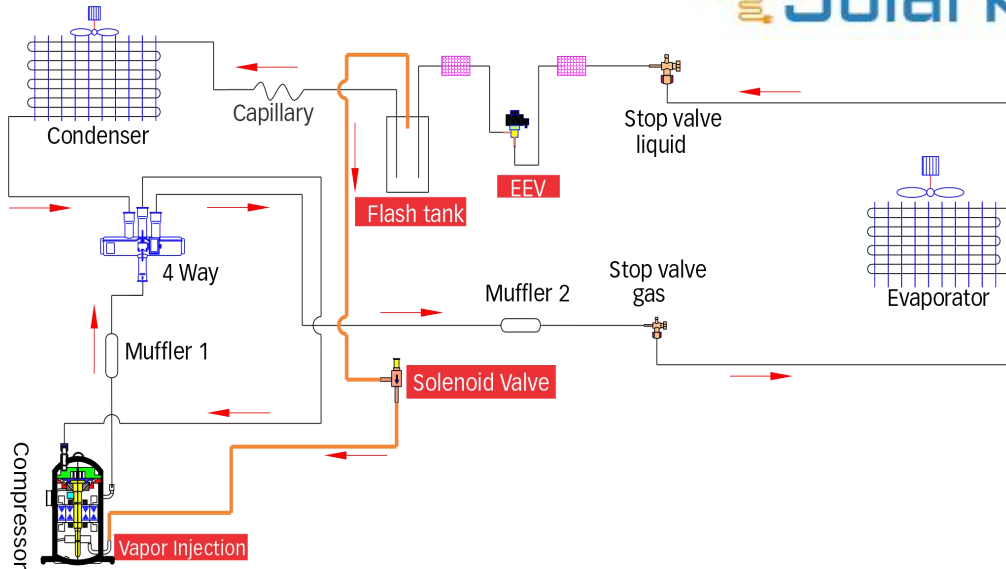 Solar
Condenser
Capillary
Stop valve
liquid
EEV
Flash tank
4 Way
Stop valve
gas
Evaporator
Muffler 2
Muffler 1
Solenoid Valve
Compressor
Vapor Injection